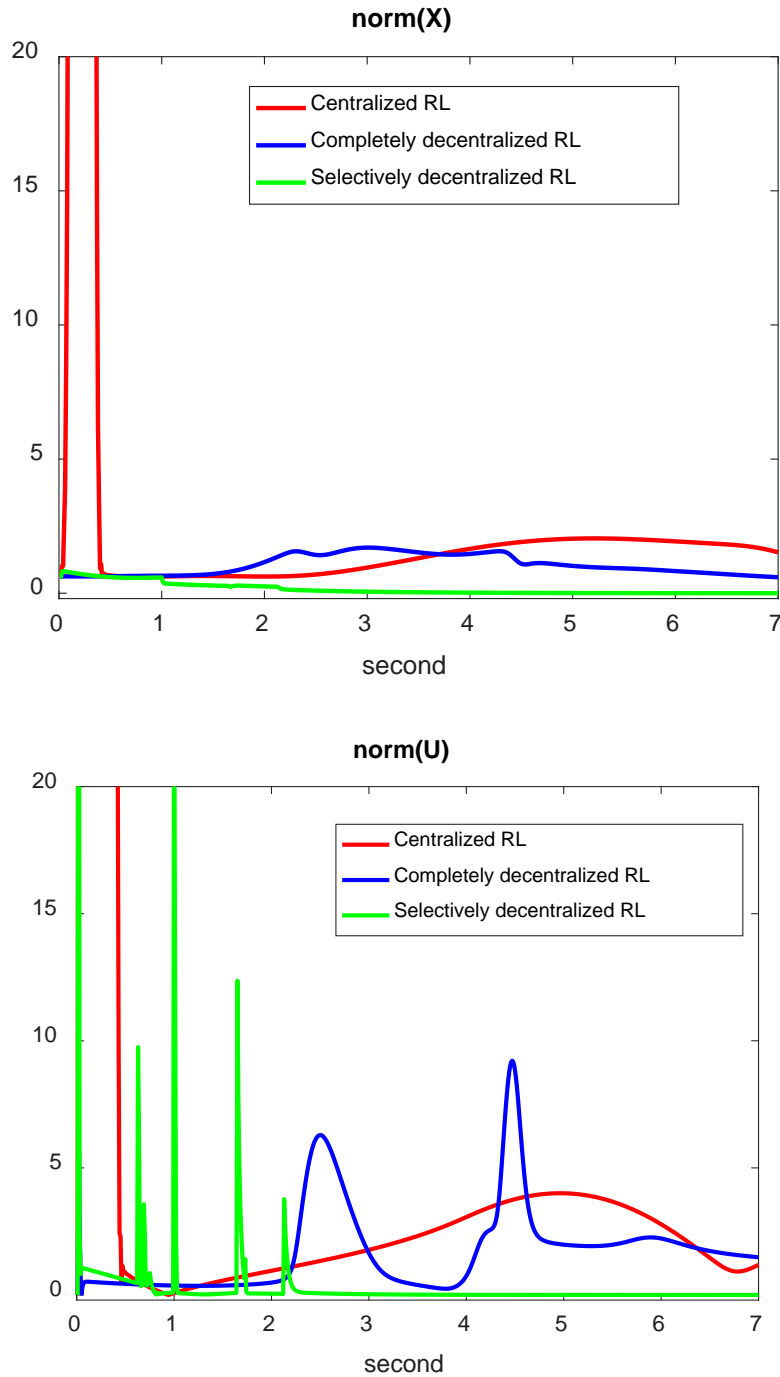 norm(X)
20
Centralized RL
Completely decentralized RL
Selectively decentralized RL
15
10
5
0
0 1 2 3 4 5 6 7
second
norm(U)
20
Centralized RL
Completely decentralized RL
Selectively decentralized RL
15
10
5
0
0 1 2 3 4 5 6 7
second